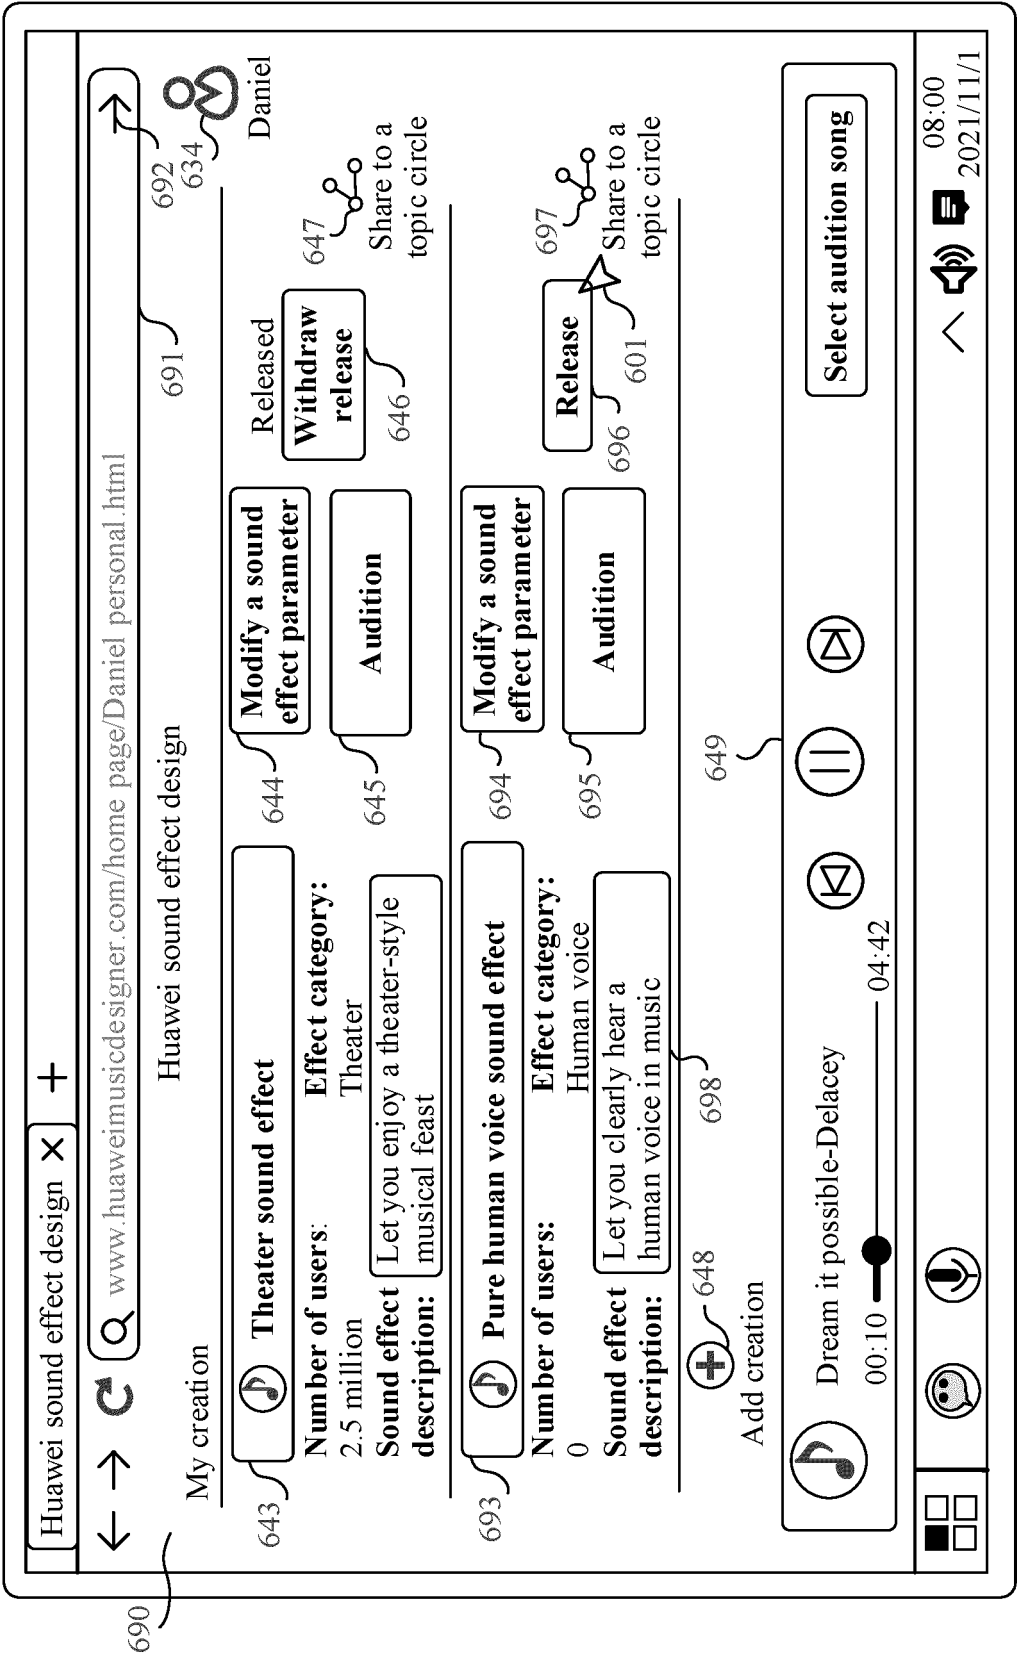 Huawei sound effect design
www.huaweimusicdesigner.com/home page/Daniel personal.html
692
691
690
Huawei sound effect design
634
Daniel
My creation
643
Theater sound effect
Number of users:
2.5 million
Effect category:
Theater
Sound effect
description:
Let you enjoy a theater-style
musical feast
644
Modify a sound
effect parameter
645
Audition
Released
Withdraw
release
646
647
Share to a
topic circle
693
Pure human voice sound effect
Number of users:
0
Effect category:
Human voice
Sound effect
description:
Let you clearly hear a
human voice in music
698
694
Modify a sound
effect parameter
695
Audition
Release
696
601
697
Share to a
topic circle
648
Add creation
649
Dream it possible-Delacey
00:10
04:42
Select audition song
08:00
2021/11/1